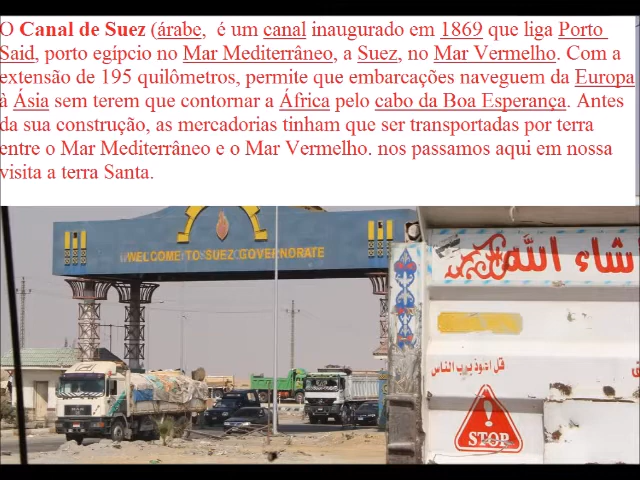 O Canal de Suez (árabe,  é um canal inaugurado em 1869 que liga Porto
Said, porto egípcio no Mar Mediterrâneo, a Suez, no Mar Vermelho. Com a
extensão de 195 quilômetros, permite que embarcações naveguem da Europa
à Ásia sem terem que contornar a África pelo cabo da Boa Esperança. Antes
da sua construção, as mercadorias tinham que ser transportadas por terra
entre o Mar Mediterrâneo e o Mar Vermelho. nos passamos aqui em nossa
visita a terra Santa.
WELCOME TO SUEZ GOVERNORATE
شاء الله
قل اعوذ برب الناس
STOP